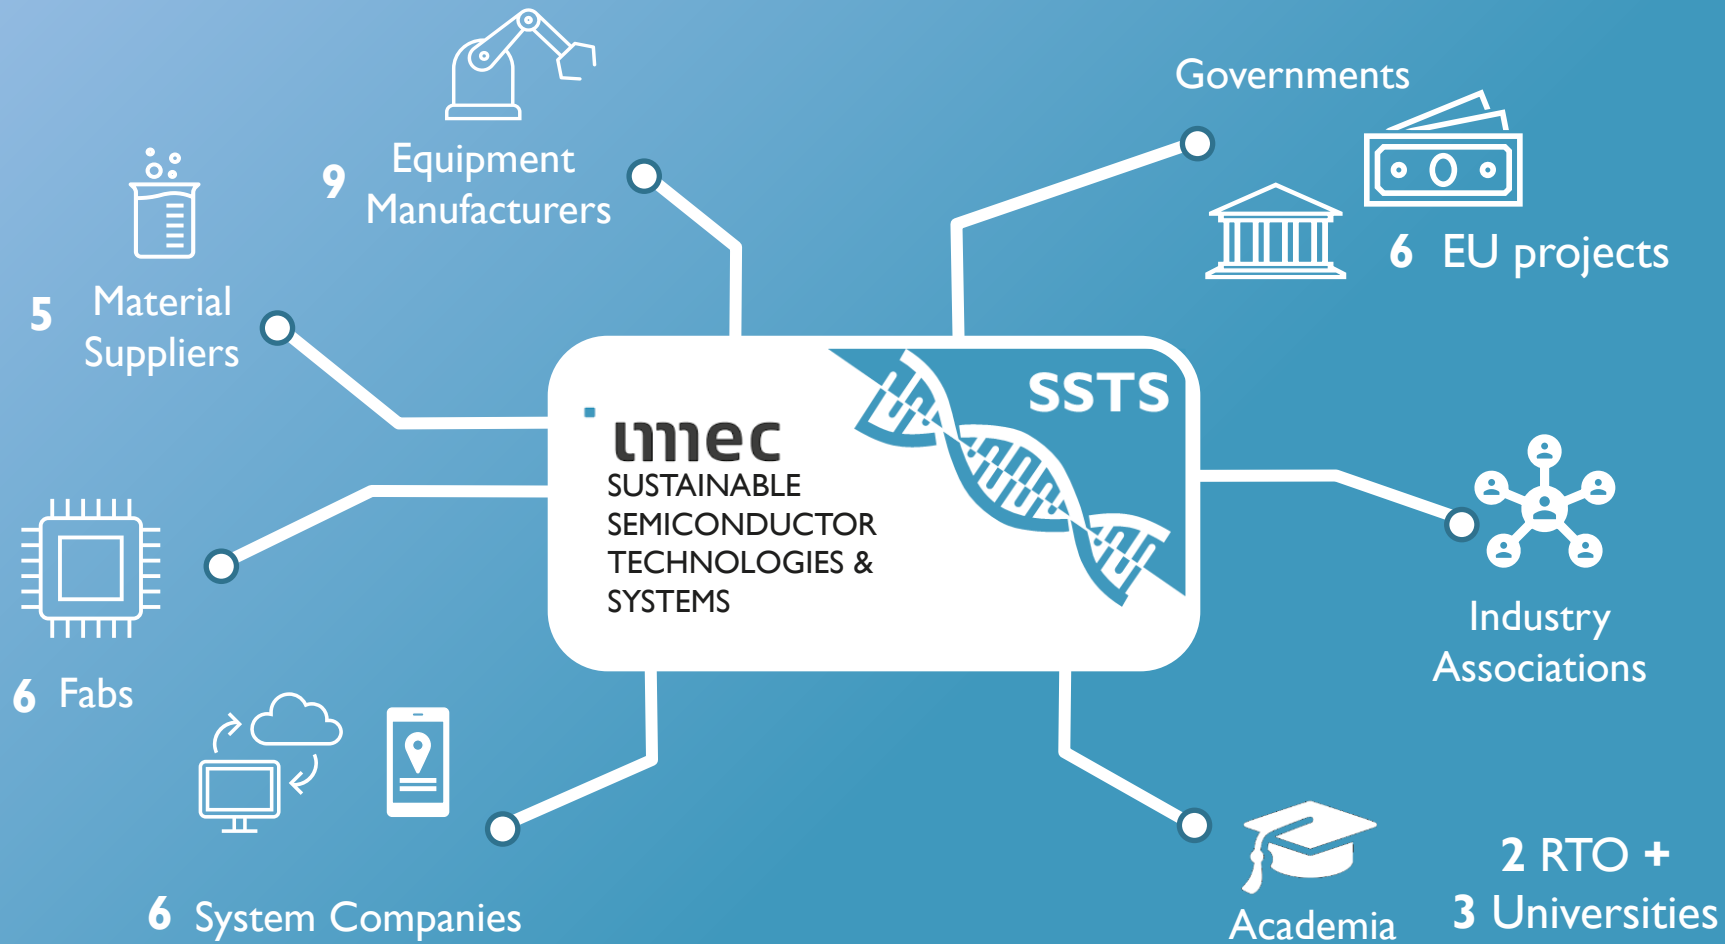 Governments
9 Equipment
Manufacturers
6 EU projects
5 Material
Suppliers
SSTS
imec
SUSTAINABLE
SEMICONDUCTOR
TECHNOLOGIES &
SYSTEMS
Industry
Associations
6 Fabs
6 System Companies
Academia
2 RTO +
3 Universities